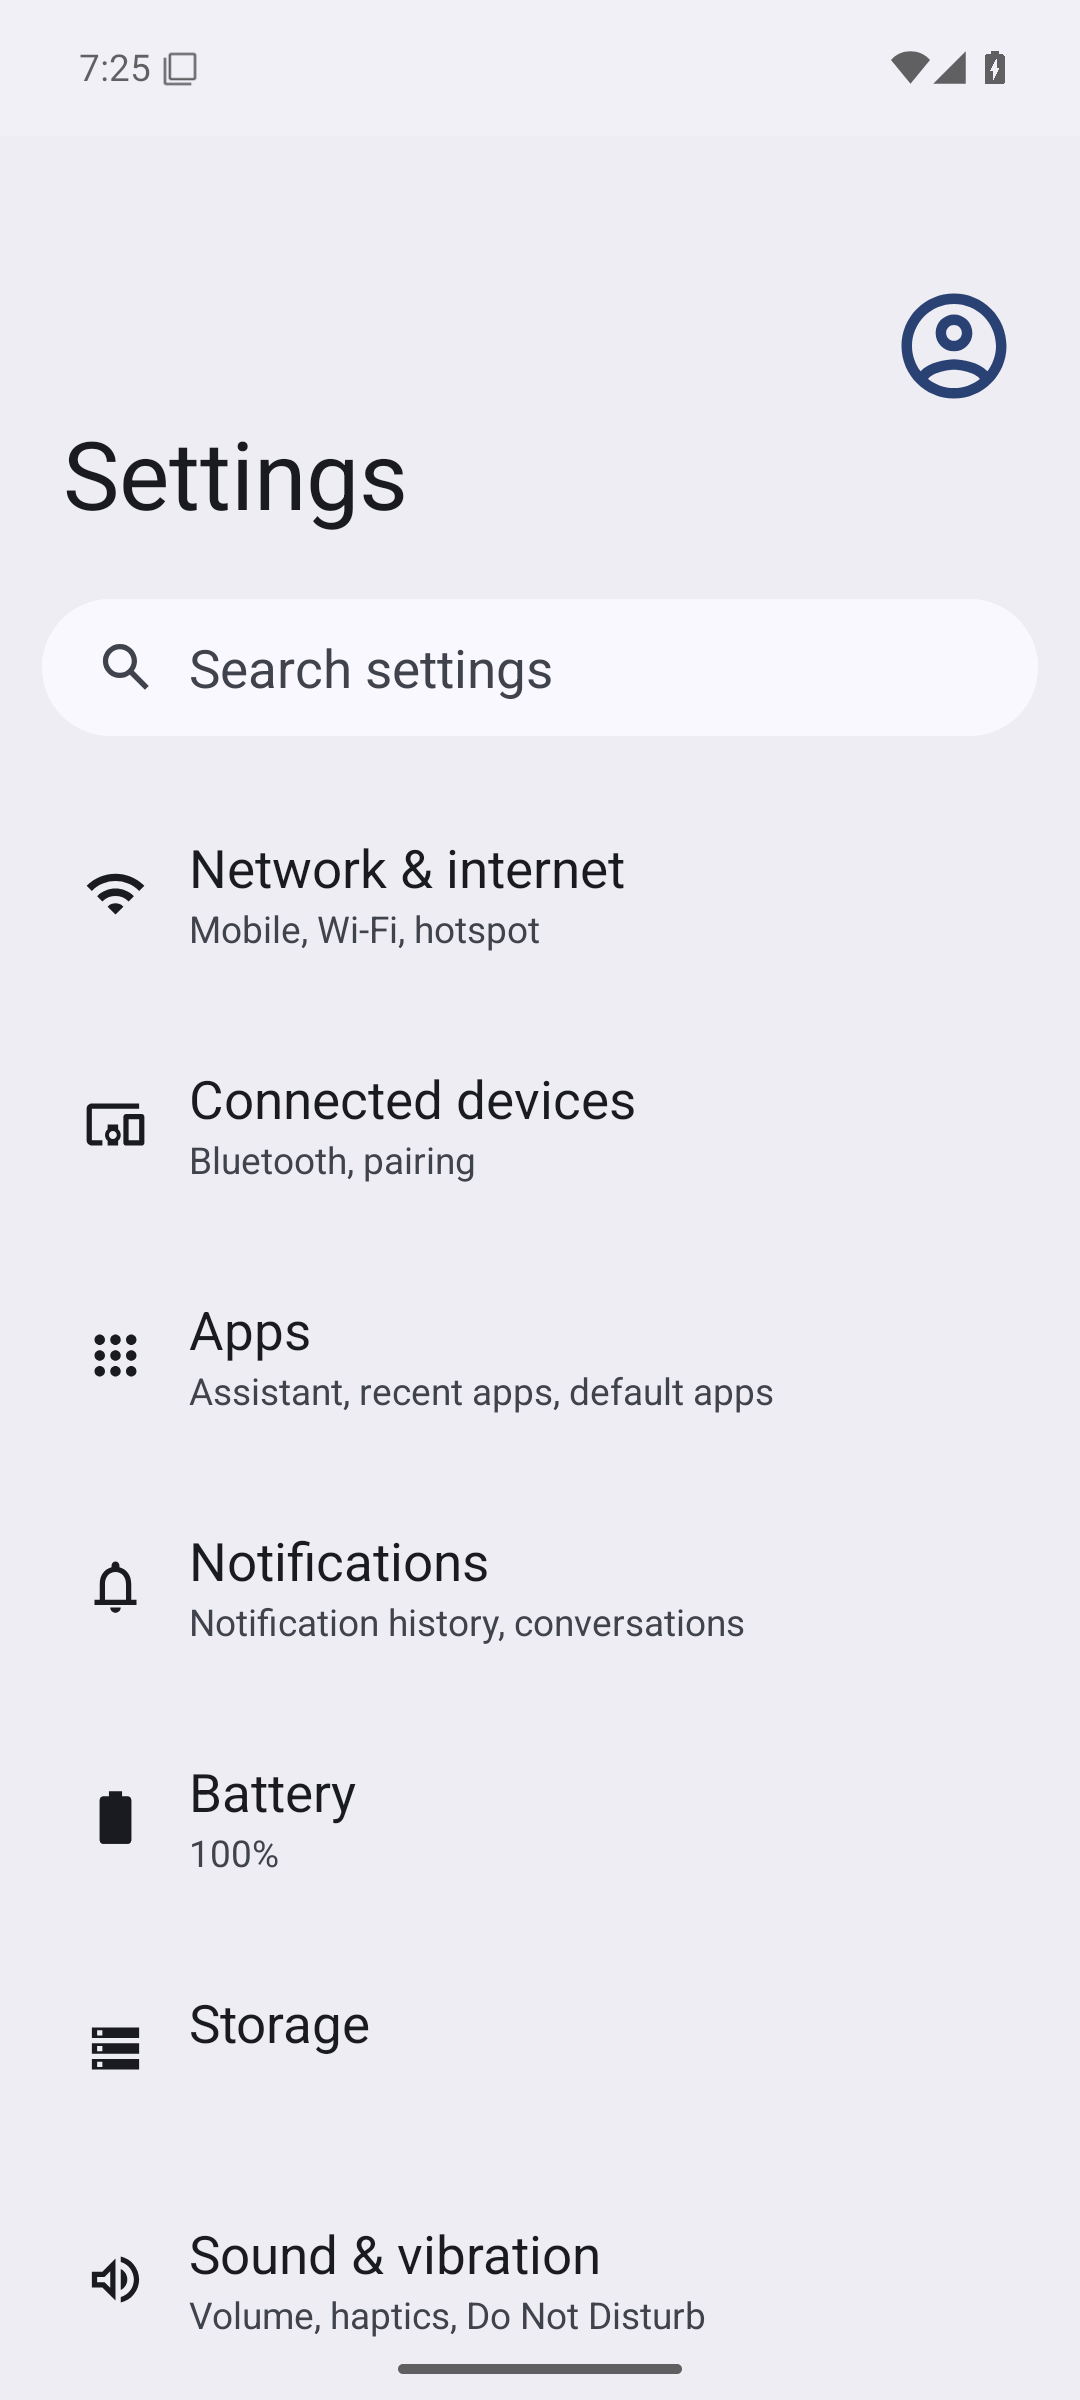 7:25
Settings
Search settings
Network & internet
Mobile, Wi-Fi, hotspot
Connected devices
Bluetooth, pairing
Apps
Assistant, recent apps, default apps
Notifications
Notification history, conversations
Battery
100%
Storage
Sound & vibration
Volume, haptics, Do Not Disturb